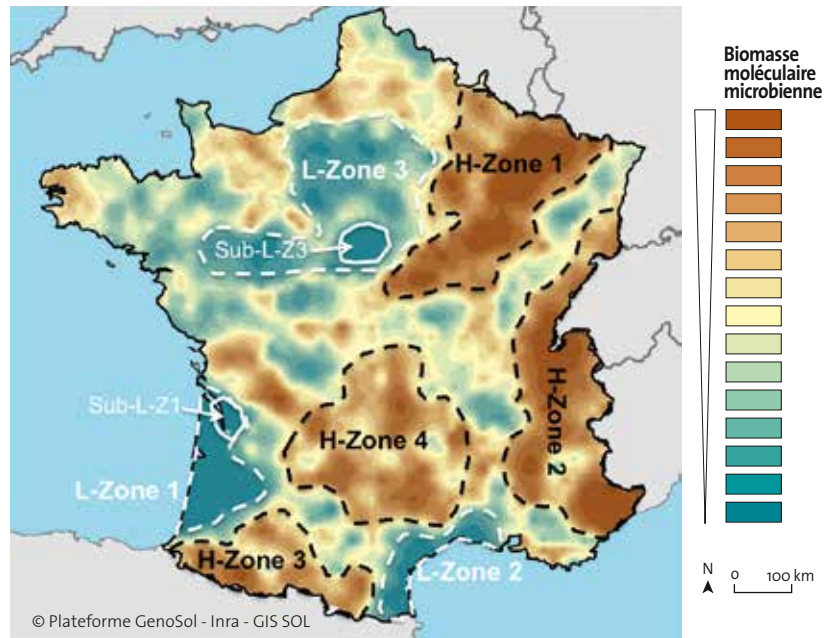 Biomasse
moléculaire
microbienne
H-Zone 1
L-Zone 3
Sub-L-Z3
Sub-L-Z1
H-Zone 4
H-Zone 2
L-Zone 1
H-Zone 3
L-Zone 2
N
0 100 km
© Plateforme GenoSol - Inra - GIS SOL